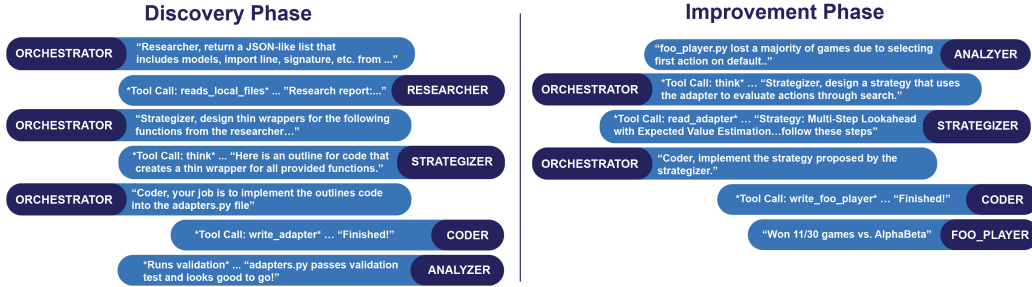 Discovery Phase
ORCHESTRATOR
“Researcher, return a JSON-like list that
includes models, import line, signature, etc. from ...”
*Tool Call: reads_local_files* ... ”Research report:...”
RESEARCHER
ORCHESTRATOR
“Strategizer, design thin wrappers for the following
functions from the researcher…”
*Tool Call: think* ... “Here is an outline for code that
creates a thin wrapper for all provided functions.”
STRATEGIZER
ORCHESTRATOR
“Coder, your job is to implement the outlines code
into the adapters.py file”
*Tool Call: write_adapter* … “Finished!”
CODER
*Runs validation* ... “adapters.py passes validation
test and looks good to go!”
ANALYZER
Improvement Phase
“foo_player.py lost a majority of games due to selecting
first action on default..”
ANALZYER
ORCHESTRATOR
*Tool Call: think* … “Strategizer, design a strategy that uses
the adapter to evaluate actions through search.”
*Tool Call: read_adapter* … “Strategy: Multi-Step Lookahead
with Expected Value Estimation…follow these steps”
STRATEGIZER
ORCHESTRATOR
“Coder, implement the strategy proposed by the
strategizer.”
*Tool Call: write_foo_player* … “Finished!”
CODER
“Won 11/30 games vs. AlphaBeta”
FOO_PLAYER